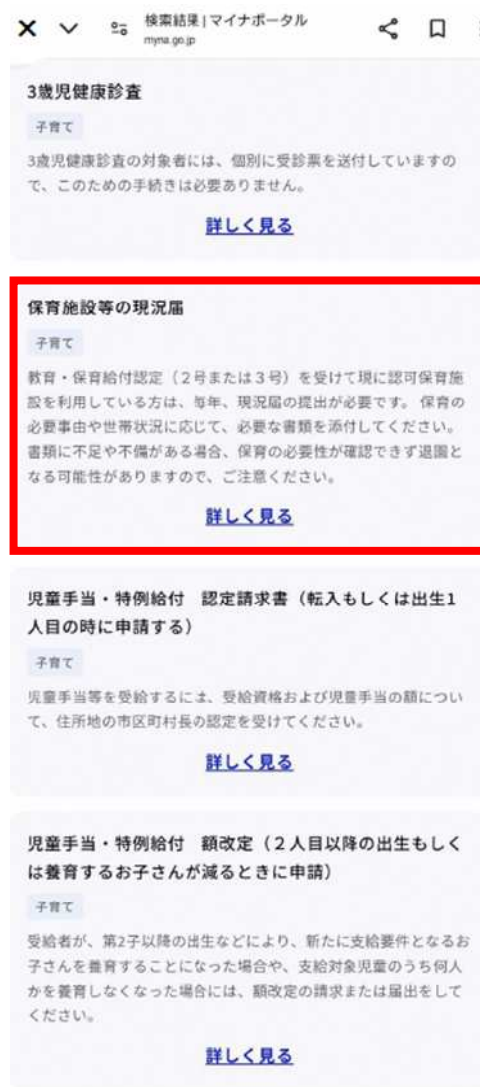 検索結果 | マイナポータル
myna.go.jp
3歳児健康診査
子育て
3歳児健康診査の対象者には、個別に受診票を送付していますの
で、このための手続きは必要ありません。
詳しく見る
保育施設等の現況届
子育て
教育・保育給付認定（２号または３号）を受けて現に認可保育施
設を利用している方は、毎年、現況届の提出が必要です。 保育の
必要事由や世帯状況に応じて、必要な書類を添付してください。
書類に不足や不備がある場合、保育の必要性が確認できず退園と
なる可能性がありますので、ご注意ください。
詳しく見る
児童手当・特例給付　認定請求書（転入もしくは出生1
人目の時に申請する）
子育て
児童手当等を受給するには、受給資格および児童手当の額につい
て、住所地の市区町村長の認定を受けてください。
詳しく見る
児童手当・特例給付　額改定（２人目以降の出生もしく
は養育するお子さんが減るときに申請）
子育て
受給者が、第2子以降の出生などにより、新たに支給要件となるお
子さんを養育することになった場合や、支給対象児童のうち何人
かを養育しなくなった場合には、額改定の請求または届出をして
ください。
詳しく見る